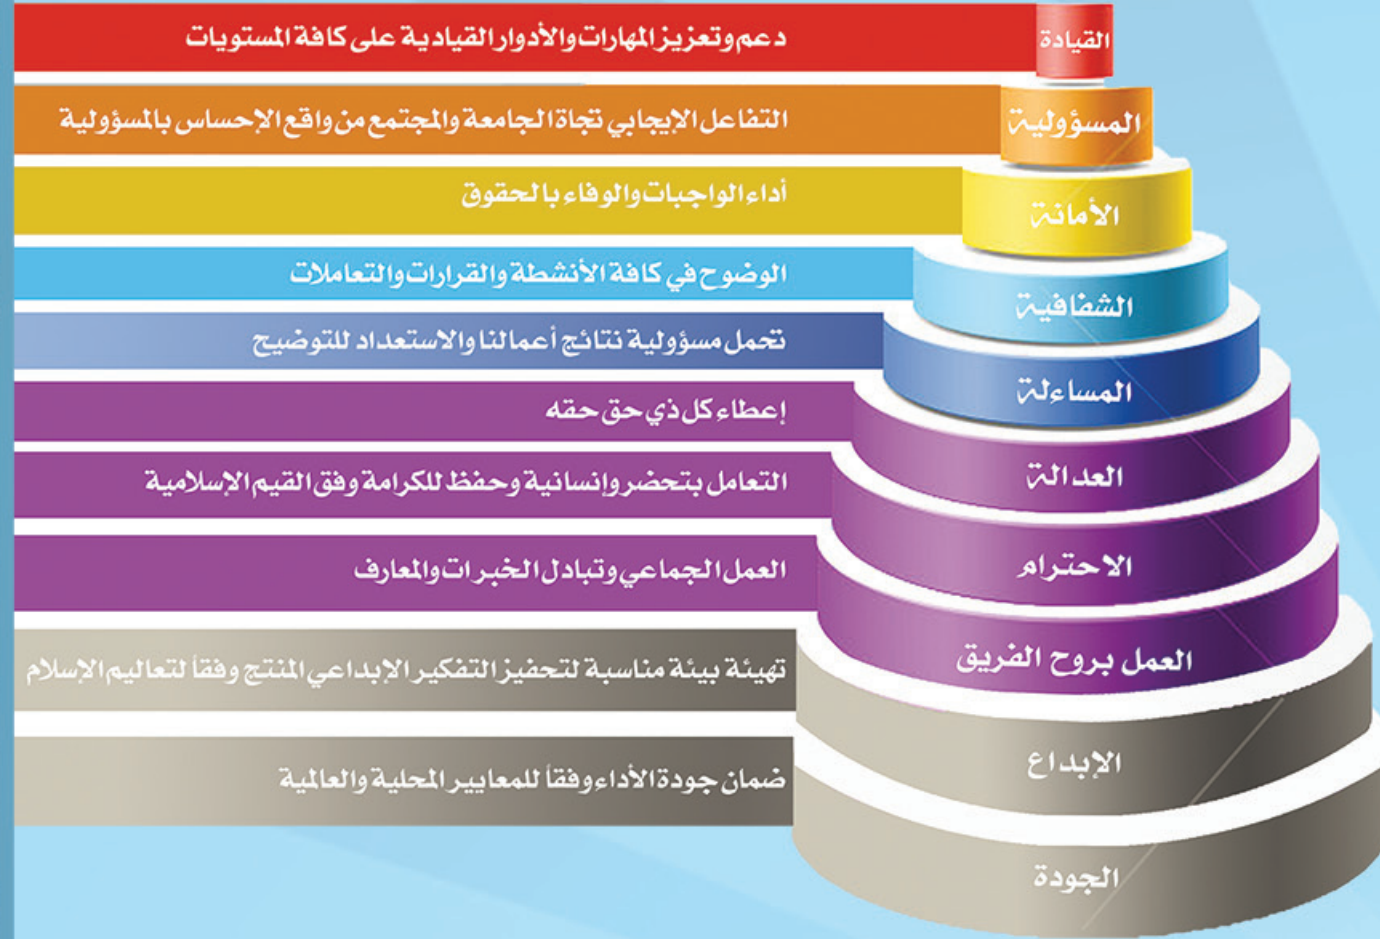 القيادة
دعم وتعزيز المهارات والأدوار القيادية على كافة المستويات
المسؤولية
التفاعل الإيجابي تجاة الجامعة والمجتمع من واقع الإحساس بالمسؤولية
الأمانة
أداء الواجبات والوفاء بالحقوق
الشفافية
الوضوح في كافة الأنشطة والقرارات والتعاملات
المساءلة
تحمل مسؤولية نتائج أعمالنا والاستعداد للتوضيح
العدالة
إعطاء كل ذي حق حقه
الاحترام
التعامل بتحضر وإنسانية وحفظ للكرامة وفق القيم الإسلامية
العمل بروح الفريق
العمل الجماعي وتبادل الخبرات والمعارف
الإبداع
تهيئة بيئة مناسبة لتحفيز التفكير الإبداعي المنتج وفقاً لتعاليم الإسلام
الجودة
ضمان جودة الأداء وفقاً للمعايير المحلية والعالمية